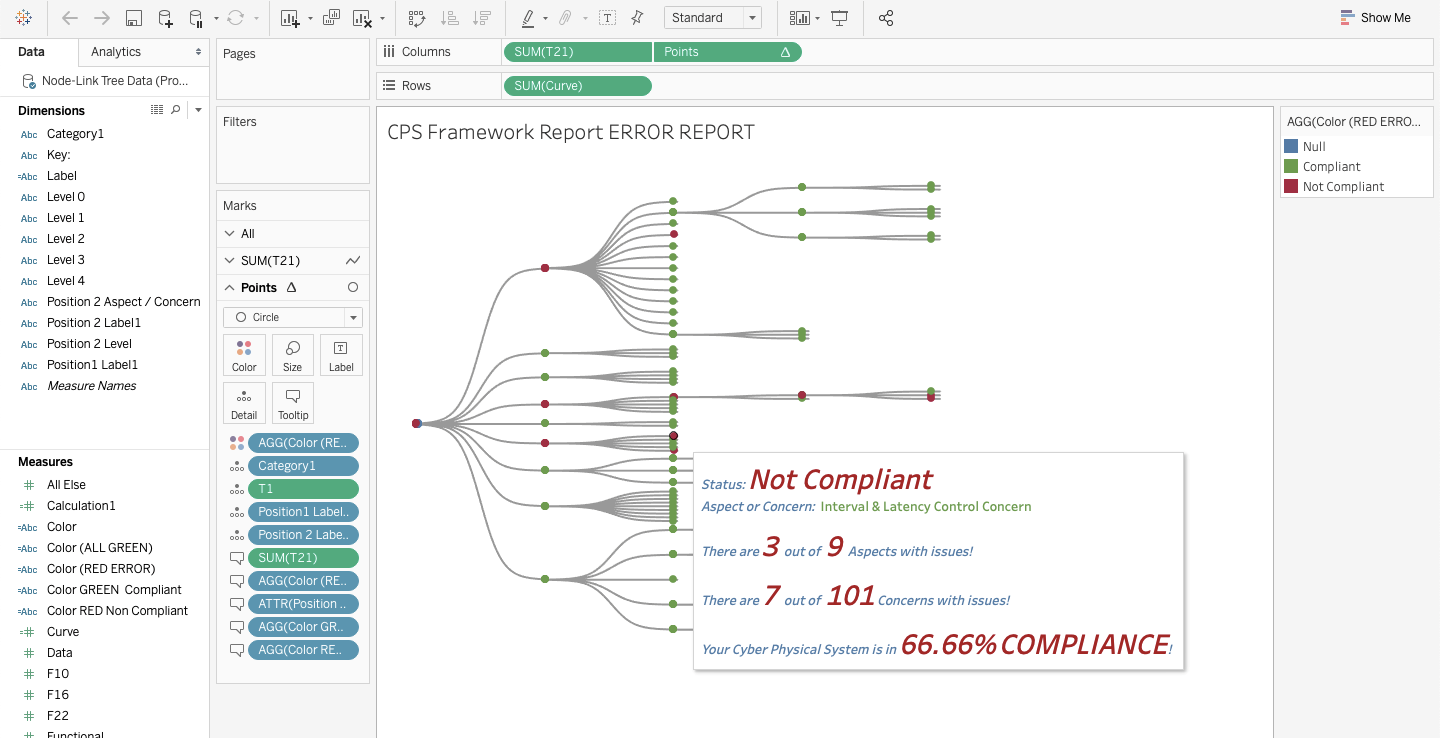 Standard
Show Me
Data
Analytics
Node-Link Tree Data (Pro...
Dimensions
Abc Category1
Abc Key:
=Abc Label
Abc Level 0
Abc Level 1
Abc Level 2
Abc Level 3
Abc Level 4
Abc Position 2 Aspect / Concern
Abc Position 2 Label1
Abc Position 2 Level
Abc Position1 Label1
Abc Measure Names
Measures
All Else
Calculation1
=Abc Color
=Abc Color (ALL GREEN)
=Abc Color (RED ERROR)
=Abc Color GREEN Compliant
=Abc Color RED Non Compliant
Curve
Data
F10
F16
F22
Functional
Pages
Filters
Marks
All
SUM(T21)
Points Δ
Circle
Color
Size
T
Label
Detail
Tooltip
AGG(Color (RE..
Category1
T1
Position1 Label..
Position 2 Labe..
SUM(T21)
AGG(Color (RE..
ATTR(Position ..
AGG(Color GR..
AGG(Color RE..
Columns
SUM(T21)
Points Δ
Rows
SUM(Curve)
CPS Framework Report ERROR REPORT
Status: Not Compliant
Aspect or Concern: Interval & Latency Control Concern
There are 3 out of 9 Aspects with issues!
There are 7 out of 101 Concerns with issues!
Your Cyber Physical System is in 66.66% COMPLIANCE!
AGG(Color (RED ERRO...
Null
Compliant
Not Compliant